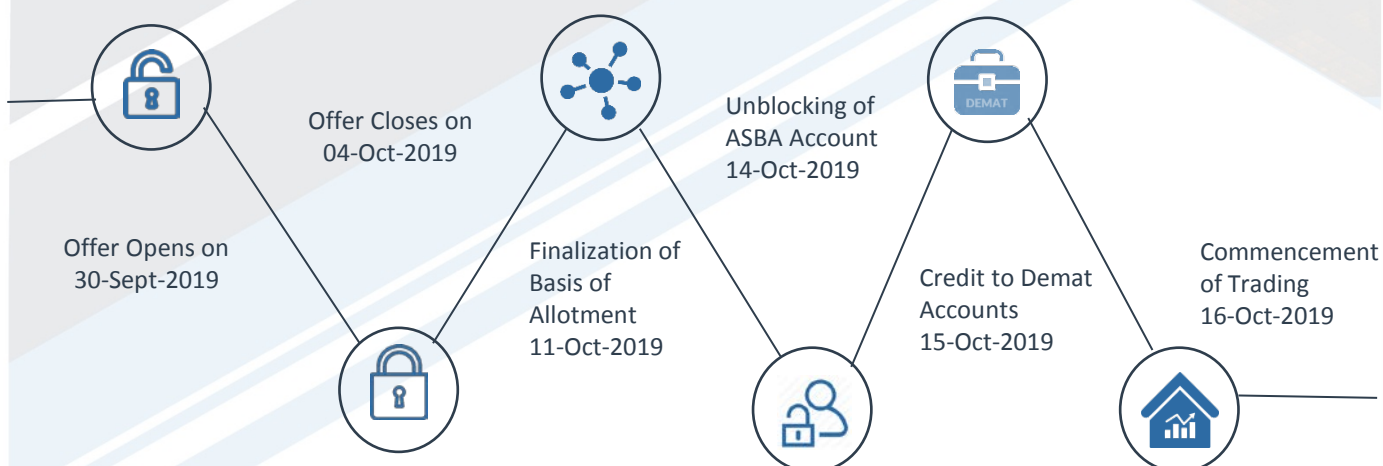 Offer Opens on
30-Sept-2019
Offer Closes on
04-Oct-2019
Finalization of
Basis of
Allotment
11-Oct-2019
Unblocking of
ASBA Account
14-Oct-2019
DEMAT
Credit to Demat
Accounts
15-Oct-2019
Commencement
of Trading
16-Oct-2019